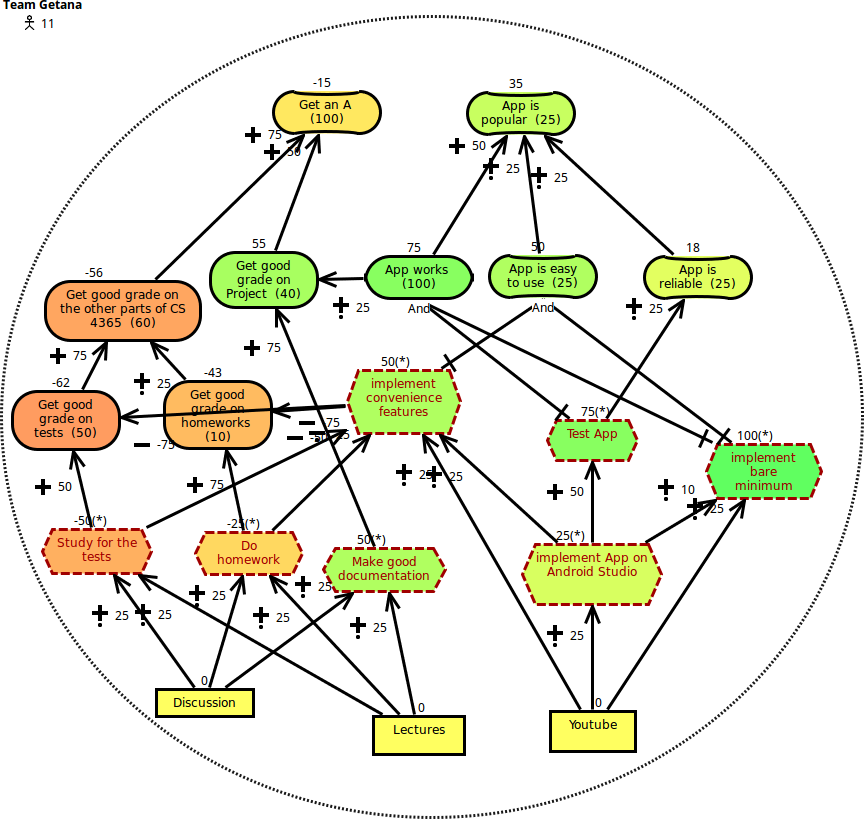 Team Getana
11
-15
Get an A
(100)
35
App is
popular (25)
75
50
50
25
25
-56
Get good grade on
the other parts of CS
4365 (60)
55
Get good
grade on
Project (40)
75
App works
(100)
50
App is easy
to use (25)
18
App is
reliable (25)
25
And
And
25
75
75
25
-62
Get good
grade on
tests (50)
-43
Get good
grade on
homeworks
(10)
50(*)
implement
convenience
features
75(*)
Test App
100(*)
implement
bare
minimum
-75
-75
-50
25
50
75
25
25
50
10
25
-50(*)
Study for the
tests
-25(*)
Do
homework
50(*)
Make good
documentation
25(*)
implement App on
Android Studio
25
25
25
25
25
25
25
0
Discussion
0
Lectures
0
Youtube